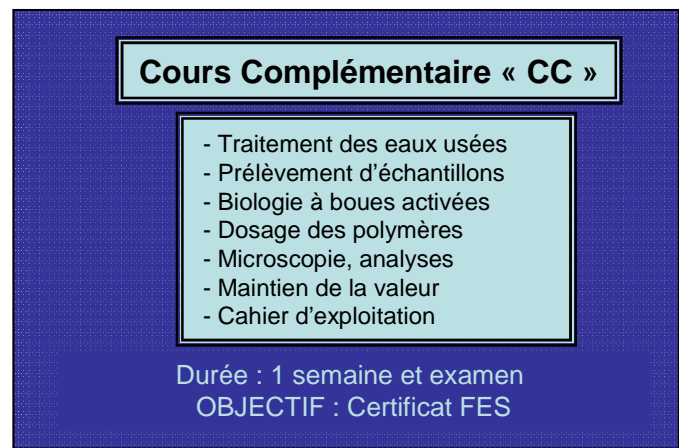 Cours Complémentaire « CC »
- Traitement des eaux usées
- Prélèvement d'échantillons
- Biologie à boues activées
- Dosage des polymères
- Microscopie, analyses
- Maintien de la valeur
- Cahier d'exploitation
Durée : 1 semaine et examen
OBJECTIF : Certificat FES